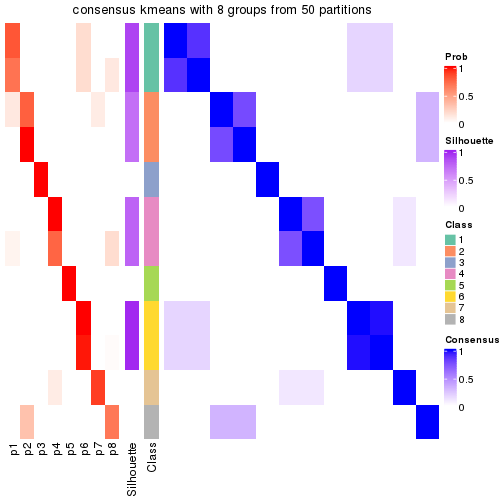 consensus kmeans with 8 groups from 50 partitions
Prob
1
0.5
0
Silhouette
1
0.5
0
Class
1
2
3
4
5
6
7
8
Consensus
1
0.5
0
p1
p2
p3
p4
p5
p6
p7
p8
Silhouette
Class